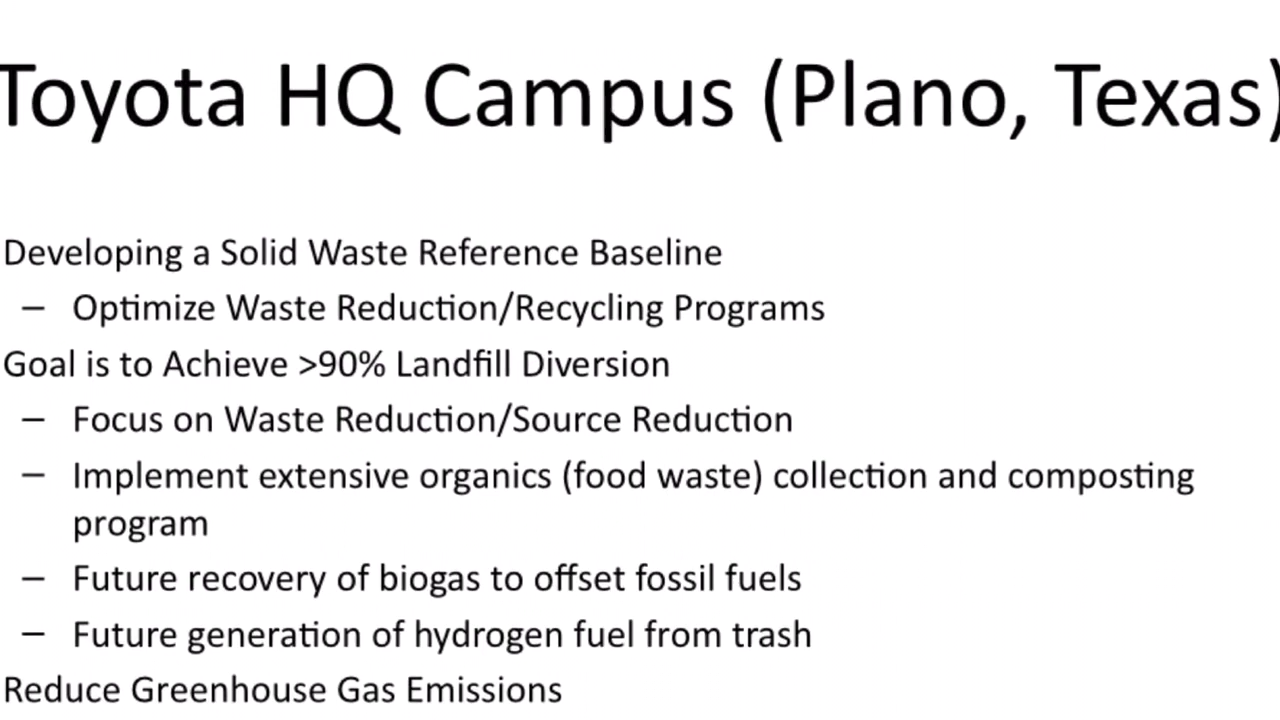 Toyota HQ Campus (Plano, Texas)
Developing a Solid Waste Reference Baseline
– Optimize Waste Reduction/Recycling Programs
Goal is to Achieve >90% Landfill Diversion
– Focus on Waste Reduction/Source Reduction
– Implement extensive organics (food waste) collection and composting
program
– Future recovery of biogas to offset fossil fuels
– Future generation of hydrogen fuel from trash
Reduce Greenhouse Gas Emissions